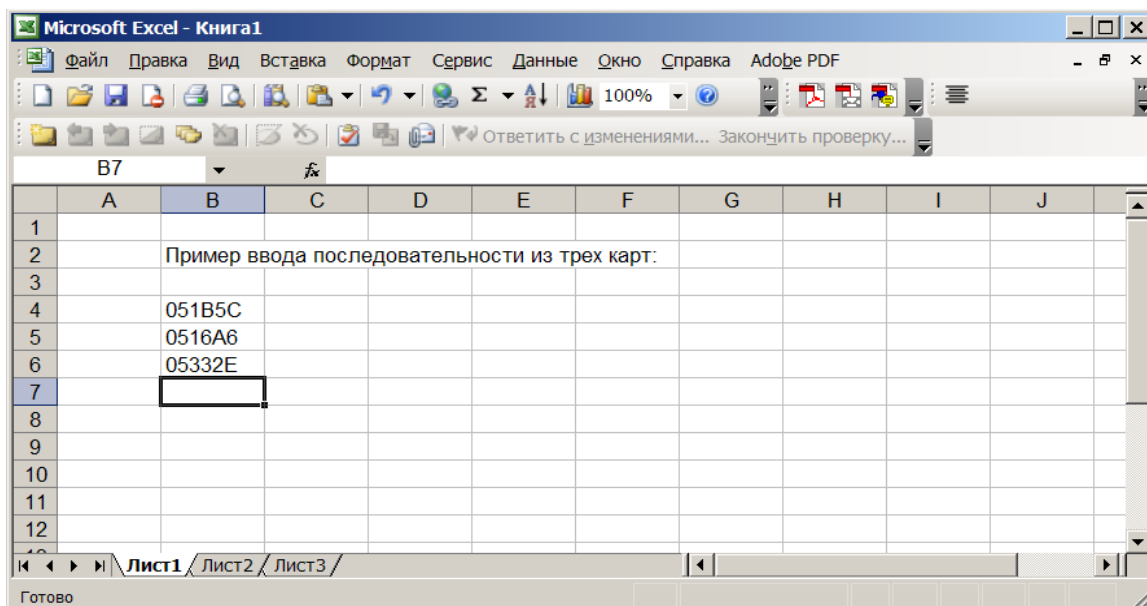 Microsoft Excel - Книга1
Файл Правка Вид Вставка Формат Сервис Данные Окно Справка Adobe PDF
100%
Ответить с изменениями... Закончить проверку...
B7 fx
A B C D E F G H I J
1
2 Пример ввода последовательности из трех карт:
3
4 051B5C
5 0516A6
6 05332E
7
8
9
10
11
12
Лист1 Лист2 Лист3
Готово